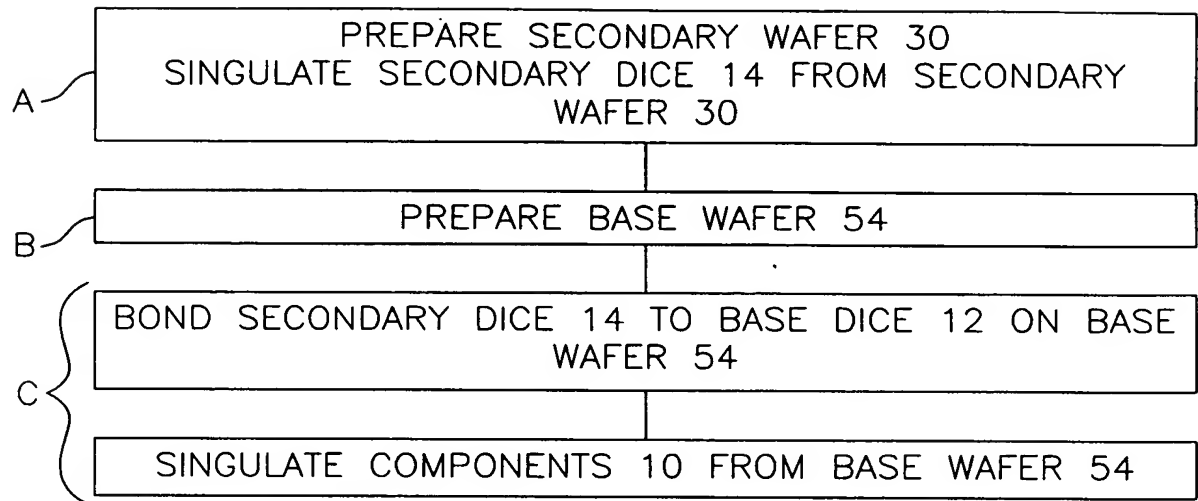 A
PREPARE SECONDARY WAFER 30
SINGULATE SECONDARY DICE 14 FROM SECONDARY
WAFER 30
B
PREPARE BASE WAFER 54
C
BOND SECONDARY DICE 14 TO BASE DICE 12 ON BASE
WAFER 54
SINGULATE COMPONENTS 10 FROM BASE WAFER 54